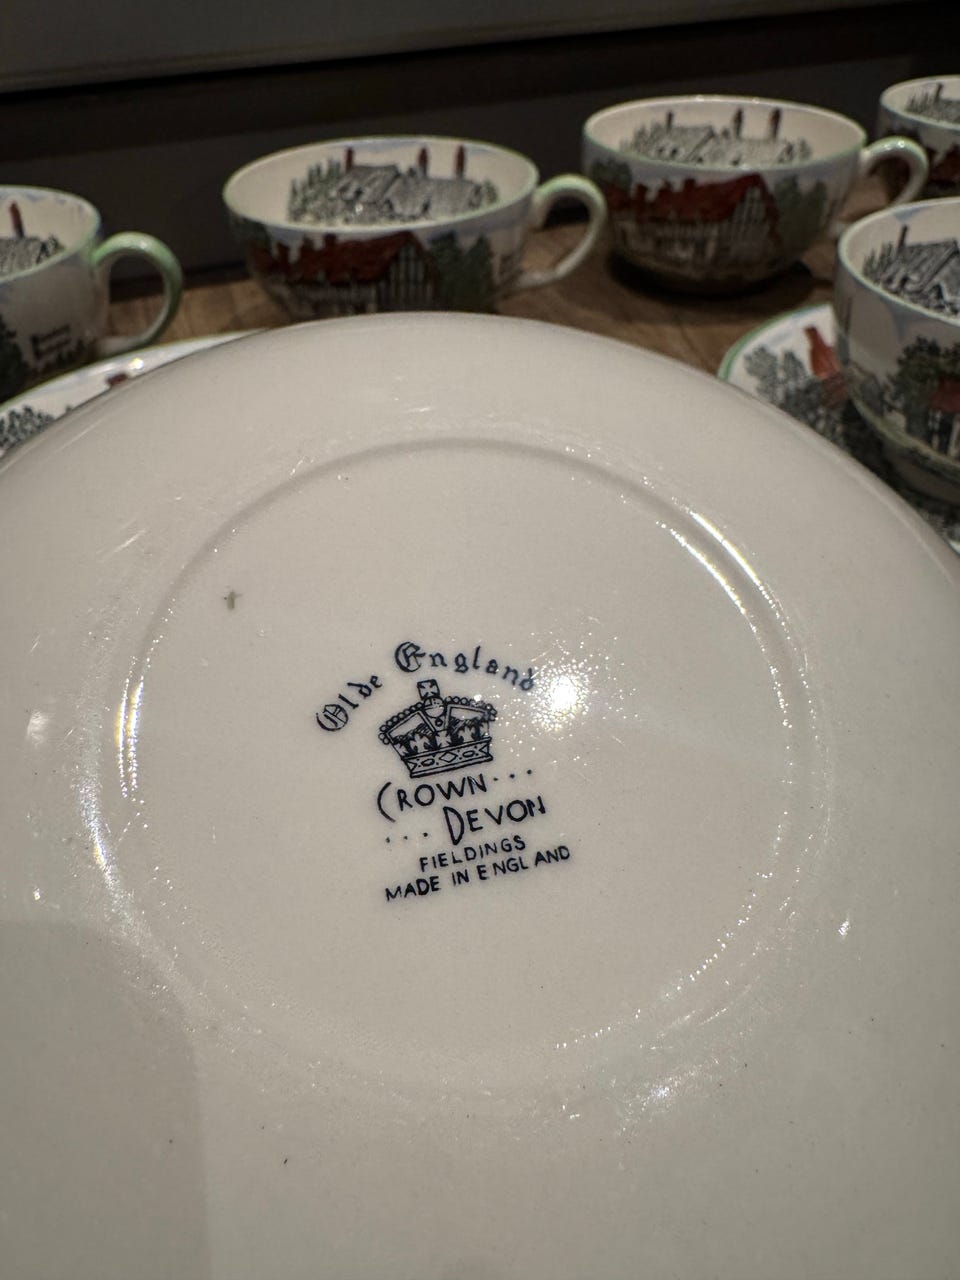 Olde England
CROWN...
...DEVON
FIELDINGS
MADE IN ENGLAND